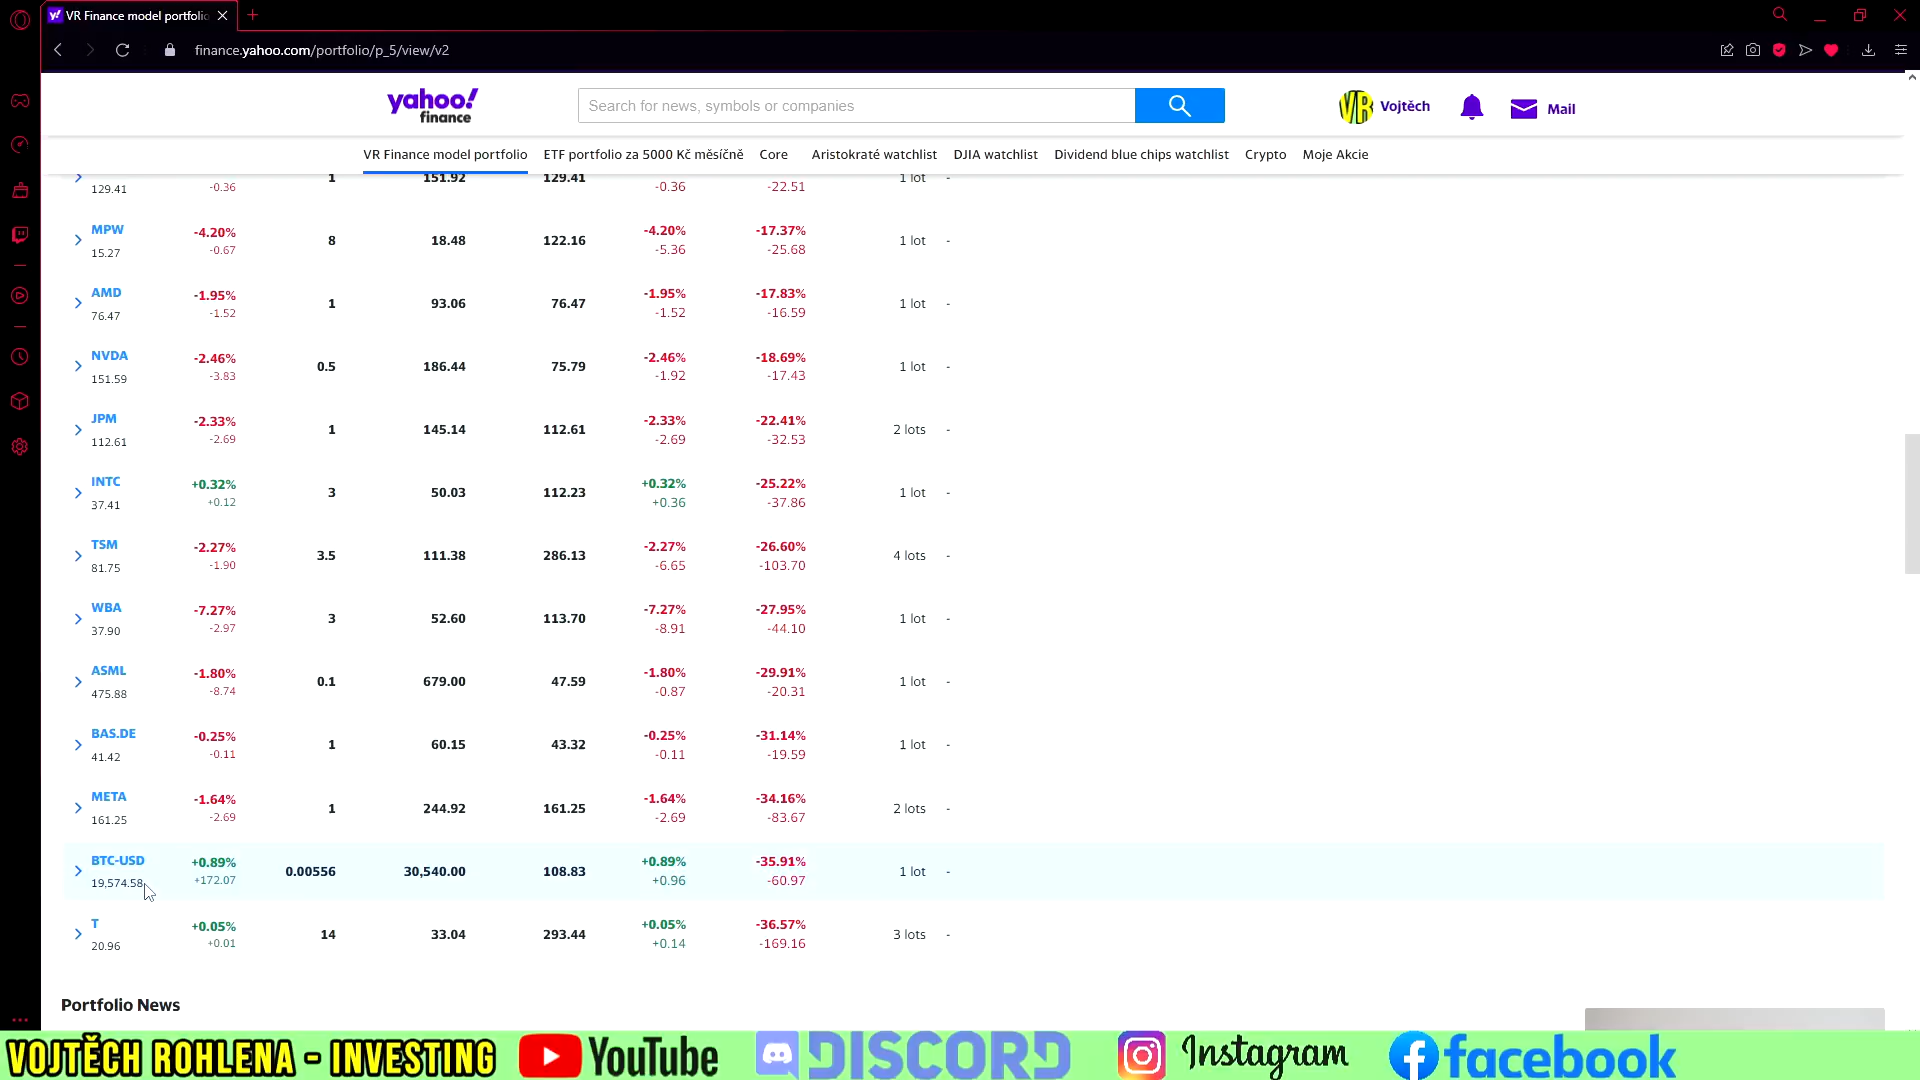 VR Finance model portfolio
finance.yahoo.com/portfolio/p_5/view/v2
yahoo! finance
Search for news, symbols or companies
VR Vojtěch Mail
VR Finance model portfolio ETF portfolio za 5000 Kč měsíčně Core Aristokraté watchlist DJIA watchlist Dividend blue chips watchlist Crypto Moje Akcie
1 151.92 129.41 1 lot -
129.41 -0.36 -0.36 -22.51
MPW -4.20% 8 18.48 122.16 -4.20% -17.37% 1 lot -
15.27 -0.67 -5.36 -25.68
AMD -1.95% 1 93.06 76.47 -1.95% -17.83% 1 lot -
76.47 -1.52 -1.52 -16.59
NVDA -2.46% 0.5 186.44 75.79 -2.46% -18.69% 1 lot -
151.59 -3.83 -1.92 -17.43
JPM -2.33% 1 145.14 112.61 -2.33% -22.41% 2 lots -
112.61 -2.69 -2.69 -32.53
INTC +0.32% 3 50.03 112.23 +0.32% -25.22% 1 lot -
37.41 +0.12 +0.36 -37.86
TSM -2.27% 3.5 111.38 286.13 -2.27% -26.60% 4 lots -
81.75 -1.90 -6.65 -103.70
WBA -7.27% 3 52.60 113.70 -7.27% -27.95% 1 lot -
37.90 -2.97 -8.91 -44.10
ASML -1.80% 0.1 679.00 47.59 -1.80% -29.91% 1 lot -
475.88 -8.74 -0.87 -20.31
BAS.DE -0.25% 1 60.15 43.32 -0.25% -31.14% 1 lot -
41.42 -0.11 -0.11 -19.59
META -1.64% 1 244.92 161.25 -1.64% -34.16% 2 lots -
161.25 -2.69 -2.69 -83.67
BTC-USD +0.89% 0.00556 30,540.00 108.83 +0.89% -35.91% 1 lot -
19,574.58 +172.07 +0.96 -60.97
T +0.05% 14 33.04 293.44 +0.05% -36.57% 3 lots -
20.96 +0.01 +0.14 -169.16
Portfolio News
VOJTĚCH ROHLENA - INVESTING YouTube DISCORD Instagram facebook